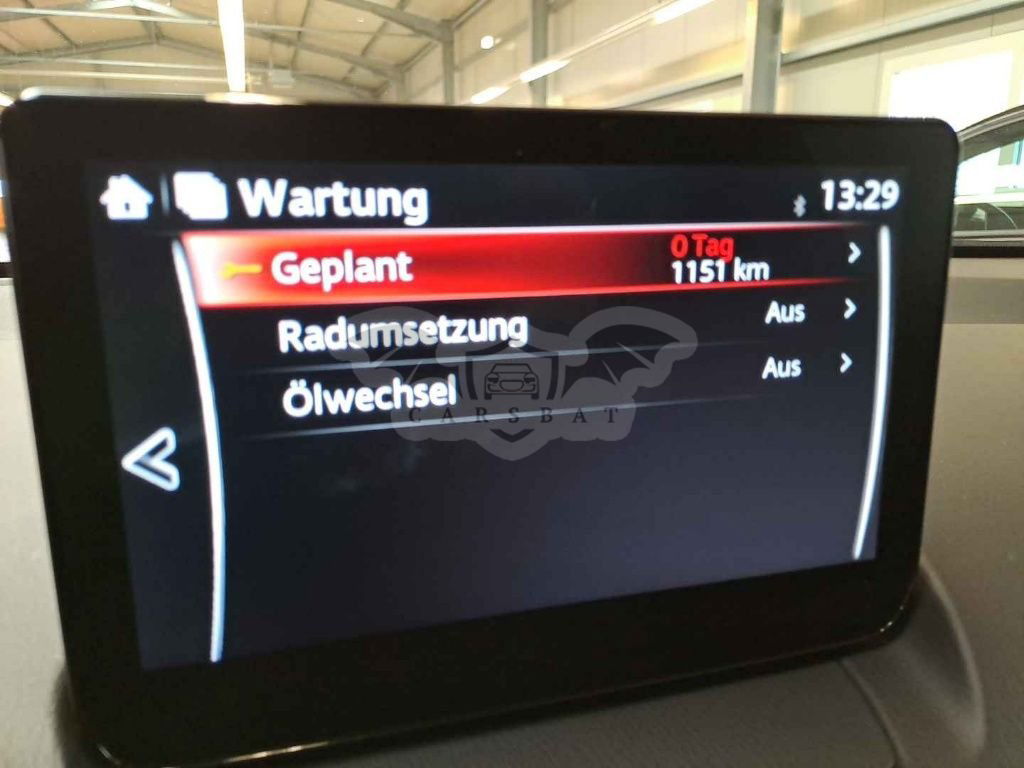 Wartung 13:29
Geplant 0 Tag
1151 km
Radumsetzung Aus
Ölwechsel Aus
CARSBAT